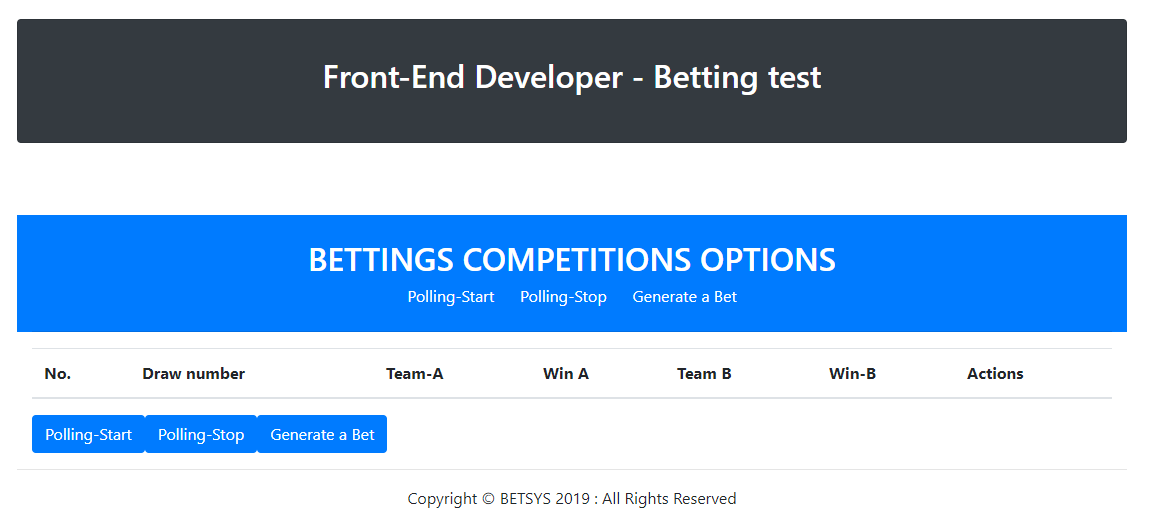 Front-End Developer - Betting test
BETTINGS COMPETITIONS OPTIONS
Polling-Start Polling-Stop Generate a Bet
No. Draw number Team-A Win A Team B Win-B Actions
Polling-Start Polling-Stop Generate a Bet
Copyright © BETSYS 2019 : All Rights Reserved